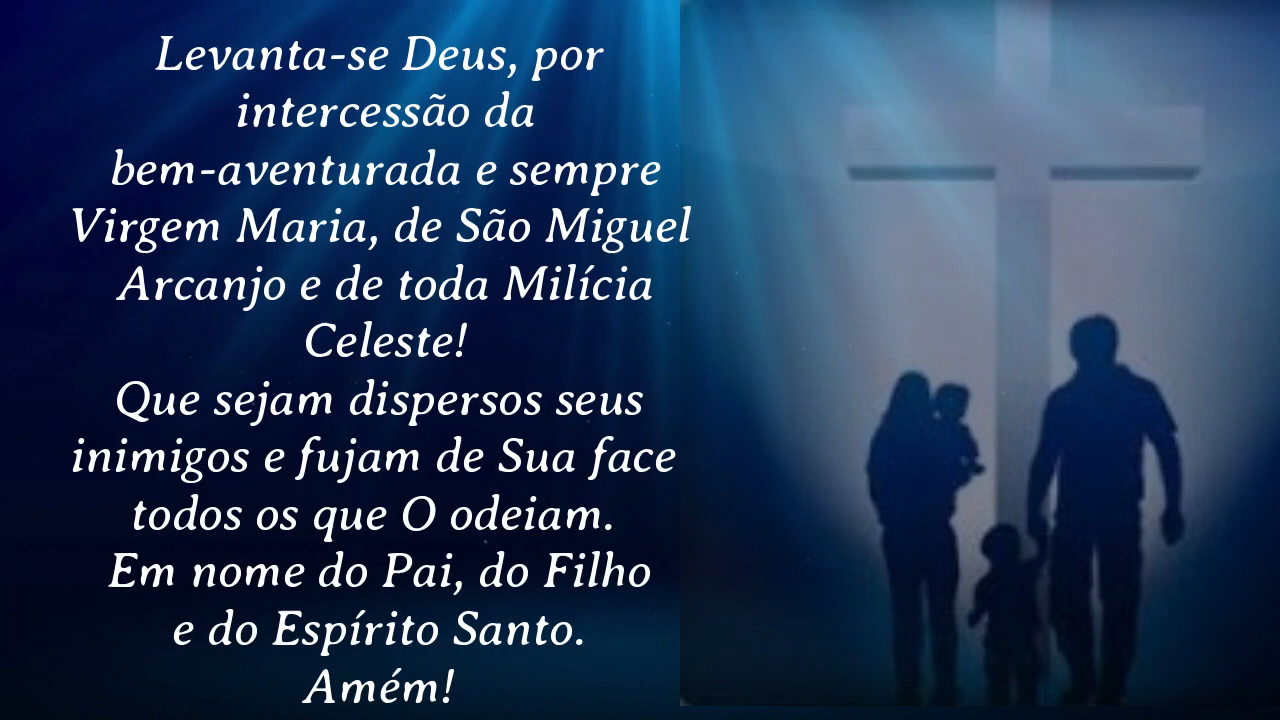 Levanta-se Deus, por
intercessão da
bem-aventurada e sempre
Virgem Maria, de São Miguel
Arcanjo e de toda Milícia
Celeste!
Que sejam dispersos seus
inimigos e fujam de Sua face
todos os que O odeiam.
Em nome do Pai, do Filho
e do Espírito Santo.
Amém!